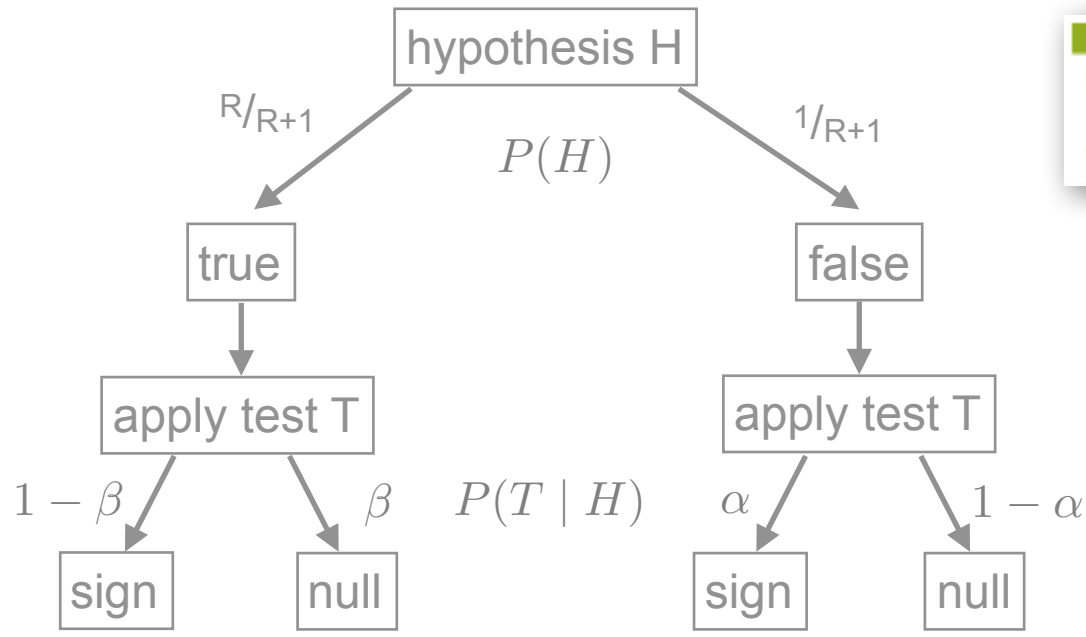 hypothesis H
R/R+1
1/R+1
P(H)
true
false
apply test T
apply test T
1 − β
β
P(T | H)
α
1 − α
sign
null
sign
null